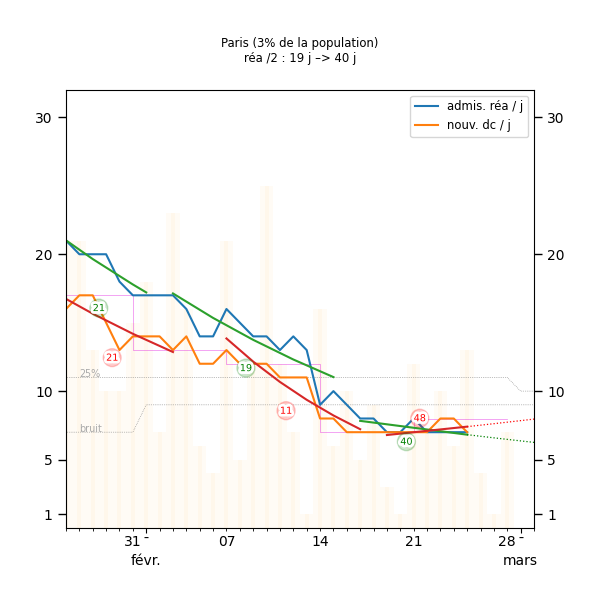 Paris (3% de la population)
réa /2 : 19 j –> 40 j
admis. réa / j
nouv. dc / j
30
30
20
20
21
21
25%
19
10
10
11
48
bruit
40
5
5
1
1
31 - 07 14 21 28 -
févr. mars